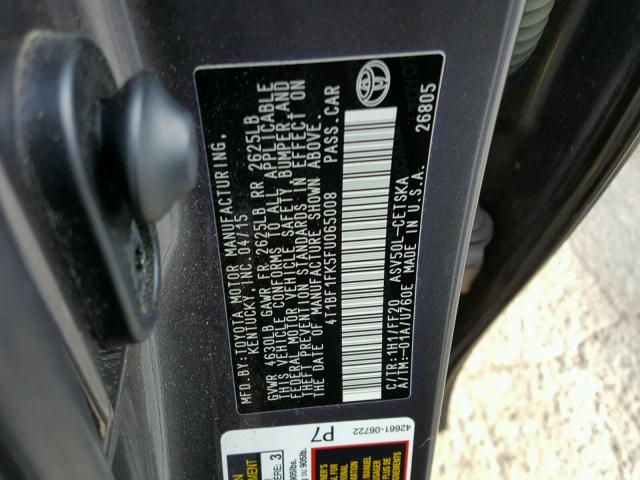 MFD.BY:TOYOTA MOTOR MANUFACTURING,
KENTUCKY, INC. 04/15
GVWR 4630LB GAWR FR 2625LB RR 2625LB
THIS VEHICLE CONFORMS TO ALL APPLICABLE
FEDERAL MOTOR VEHICLE SAFETY, BUMPER, AND
THEFT PREVENTION STANDARDS IN EFFECT ON
THE DATE OF MANUFACTURE SHOWN ABOVE.
4T1BF1FK5FU065008 PASS.CAR
C/TR:1H1/FF20 ASV50L-CETSKA
A/TM:-01A/U760E MADE IN U.S.A.
26805
42661-06722
P7
3